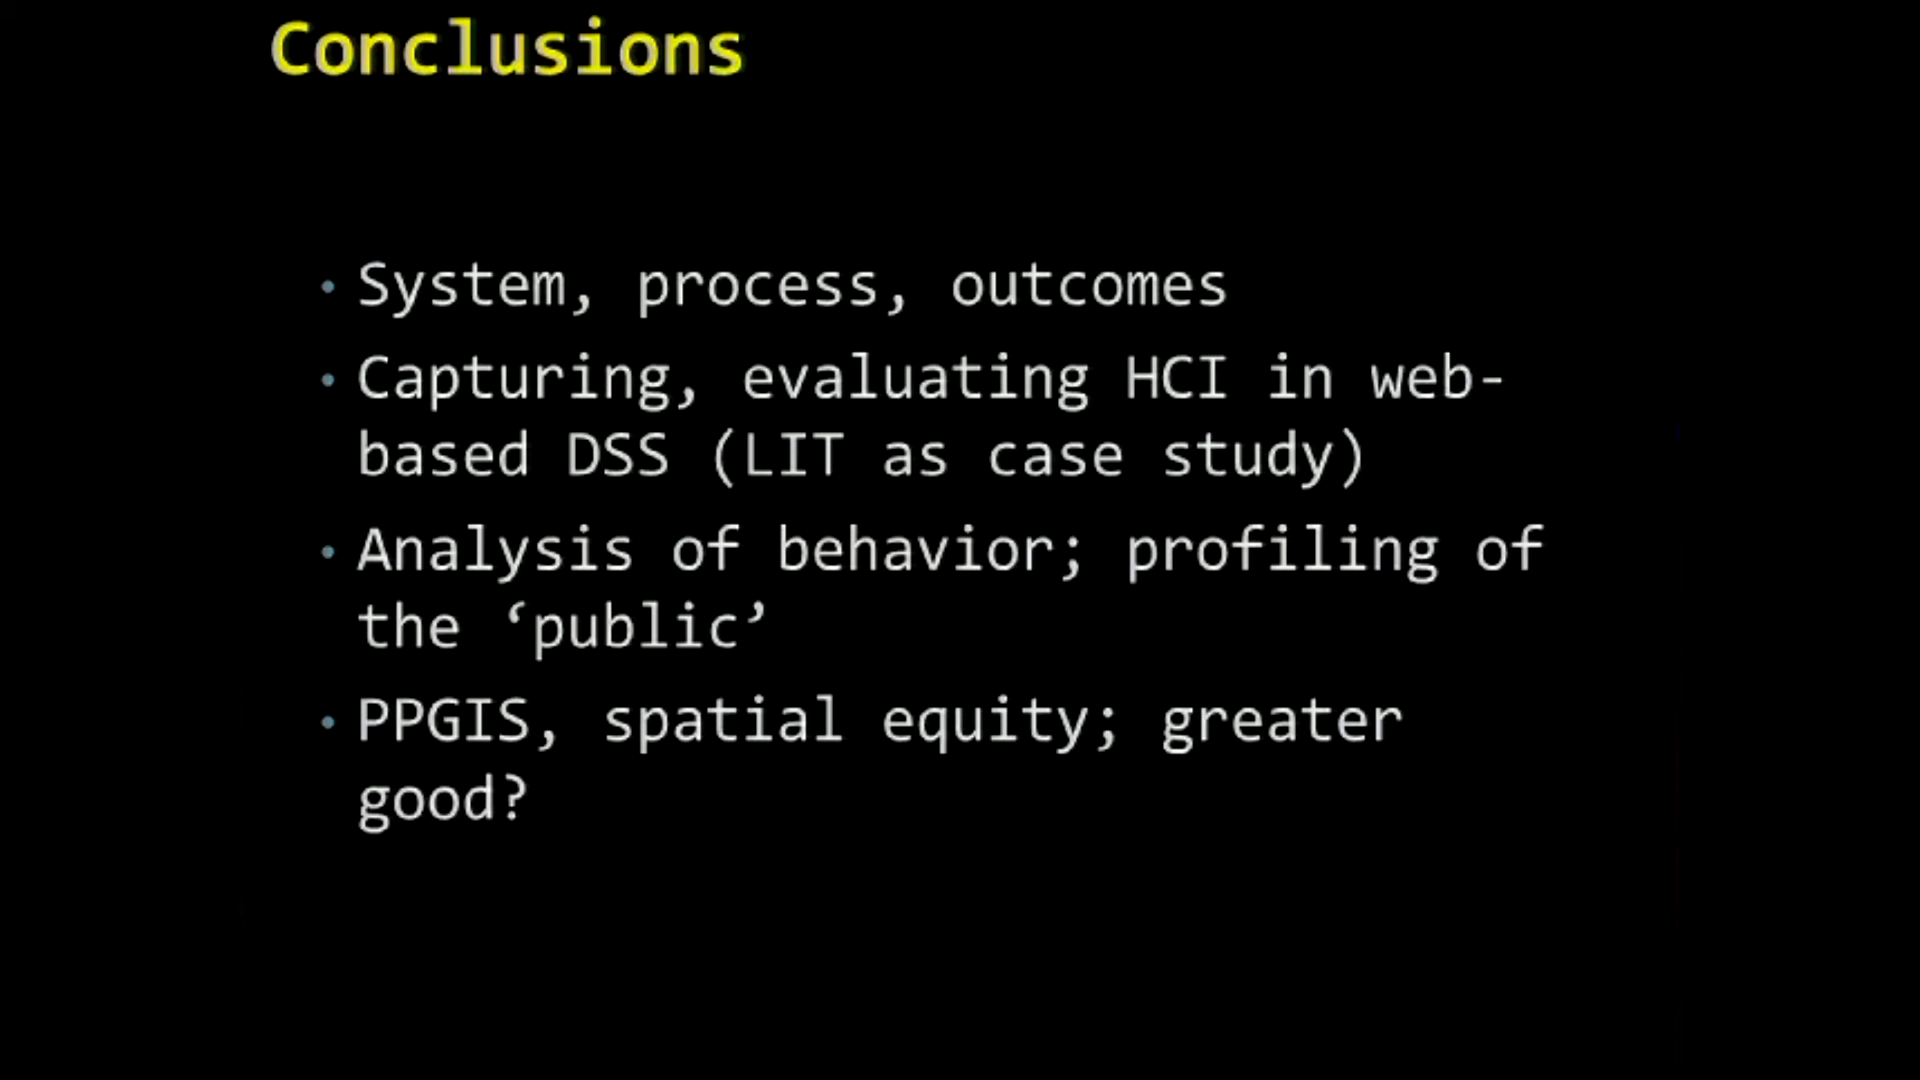 Conclusions
• System, process, outcomes
• Capturing, evaluating HCI in web-
based DSS (LIT as case study)
• Analysis of behavior; profiling of
the ‘public’
• PPGIS, spatial equity; greater
good?